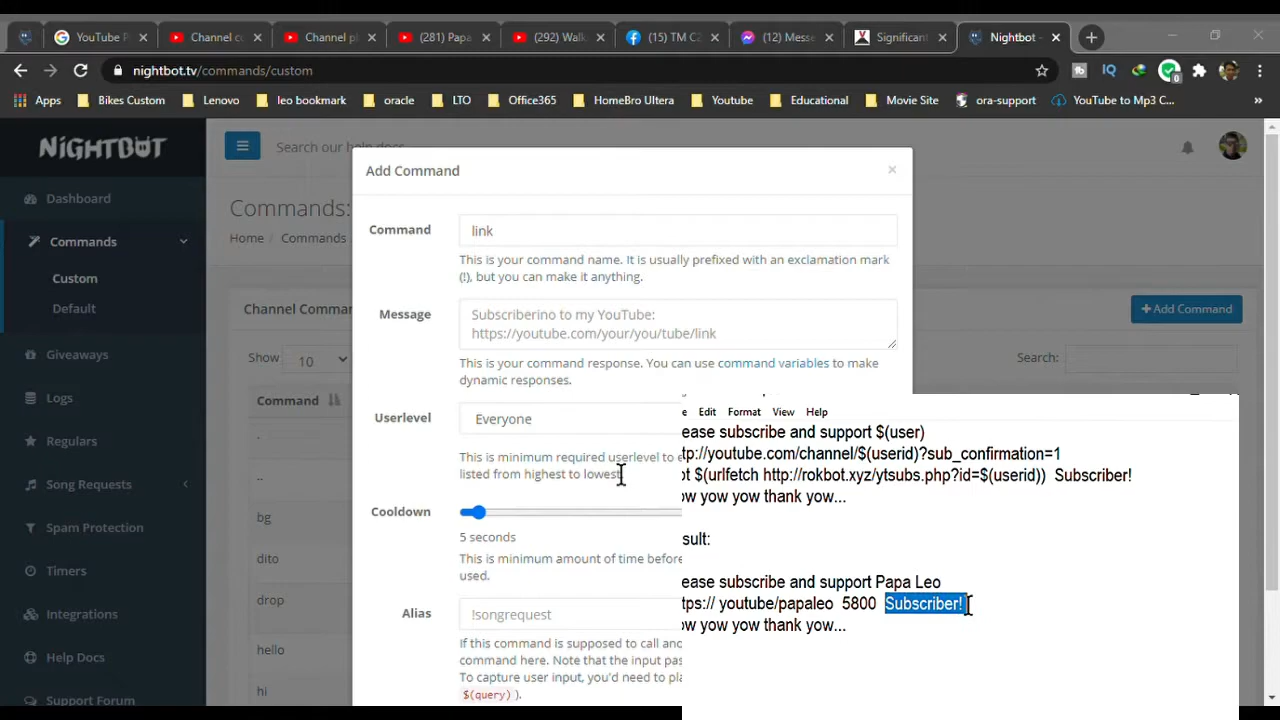 YouTube P
Channel co
Channel pl
(281) Papa
(292) Walk
(15) TM C2
(12) Messe
Significant
Nightbot -
nightbot.tv/commands/custom
Apps
Bikes Custom
Lenovo
leo bookmark
oracle
LTO
Office365
HomeBro Ultera
Youtube
Educational
Movie Site
ora-support
YouTube to Mp3 C...
NiGHTBOT
Search our help docs
Dashboard
Commands
Custom
Default
Giveaways
Logs
Regulars
Song Requests
Spam Protection
Timers
Integrations
Help Docs
Support Forum
Commands:
Home / Commands
Channel Comma
+Add Command
Show 10
Search:
Command
.
..
bg
dito
drop
hello
hi
Add Command
Command
link
This is your command name. It is usually prefixed with an exclamation mark
(!), but you can make it anything.
Message
Subscriberino to my YouTube:
https://youtube.com/your/you/tube/link
This is your command response. You can use command variables to make
dynamic responses.
Userlevel
Everyone
This is minimum required userlevel to e
listed from highest to lowest.
Cooldown
5 seconds
This is minimum amount of time before
used.
Alias
!songrequest
If this command is supposed to call ano
command here. Note that the input pas
To capture user input, you'd need to pla
$(query) ).
e Edit Format View Help
ease subscribe and support $(user)
tp://youtube.com/channel/$(userid)?sub_confirmation=1
ot $(urlfetch http://rokbot.xyz/ytsubs.php?id=$(userid)) Subscriber!
ow yow yow thank yow...
sult:
ease subscribe and support Papa Leo
tps:// youtube/papaleo 5800 Subscriber!
ow yow yow thank yow...